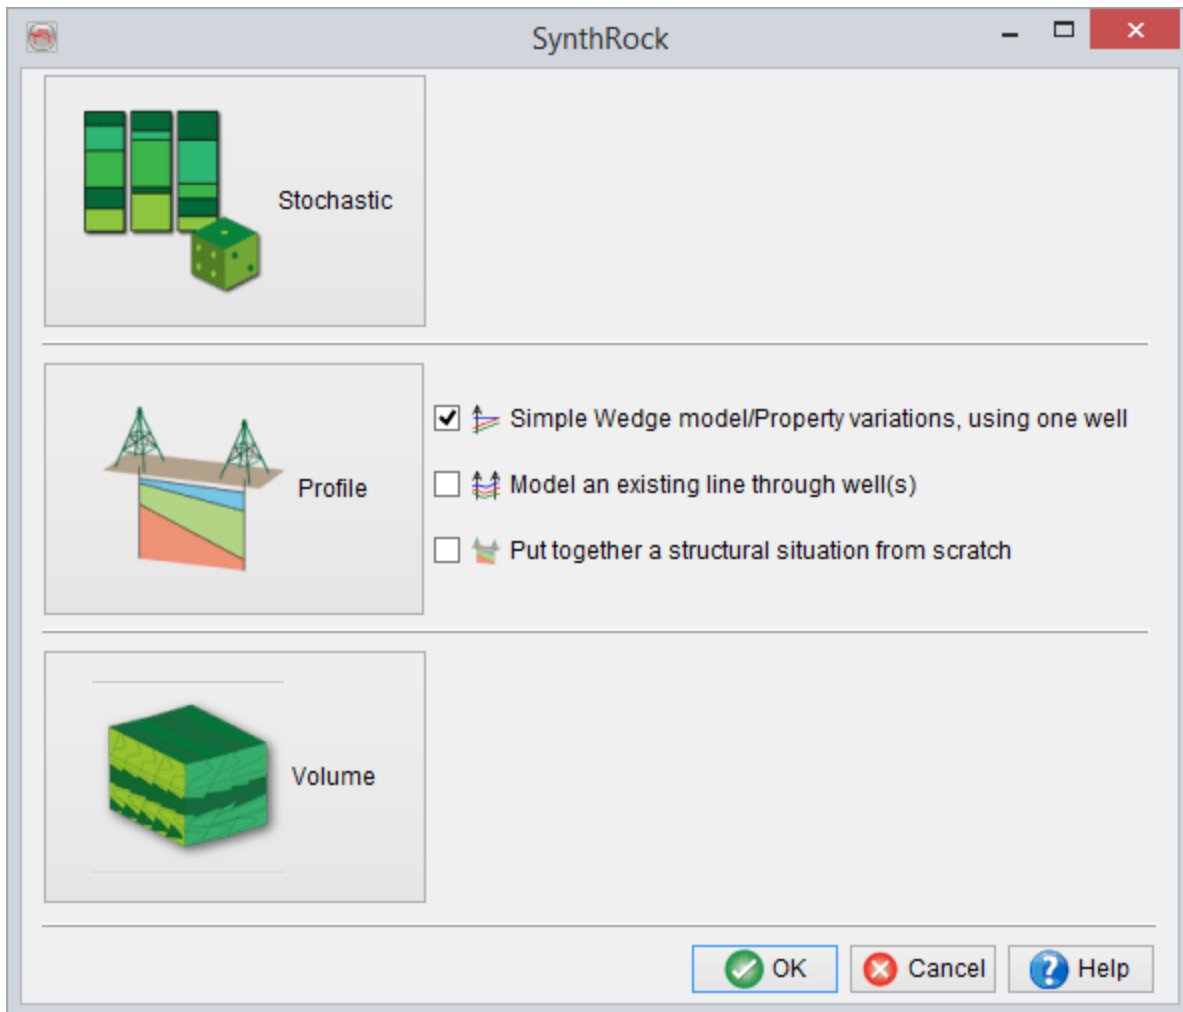 SynthRock
Stochastic
Profile
Simple Wedge model/Property variations, using one well
Model an existing line through well(s)
Put together a structural situation from scratch
Volume
OK
Cancel
Help